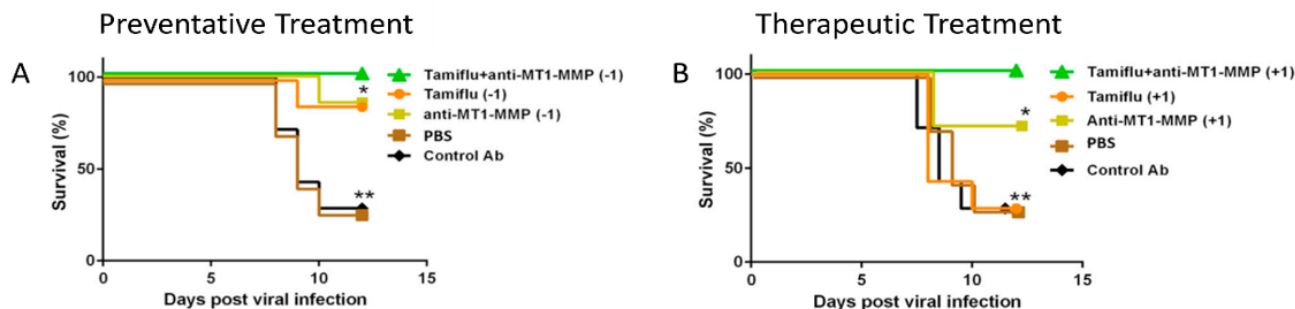 Preventative Treatment
A
Survival (%)
100
50
0
0 5 10 15
Days post viral infection
*
**
Tamiflu+anti-MT1-MMP (-1)
Tamiflu (-1)
anti-MT1-MMP (-1)
PBS
Control Ab
Therapeutic Treatment
B
Survival (%)
100
50
0
0 5 10 15
Days post viral infection
*
**
Tamiflu+anti-MT1-MMP (+1)
Tamiflu (+1)
Anti-MT1-MMP (+1)
PBS
Control Ab